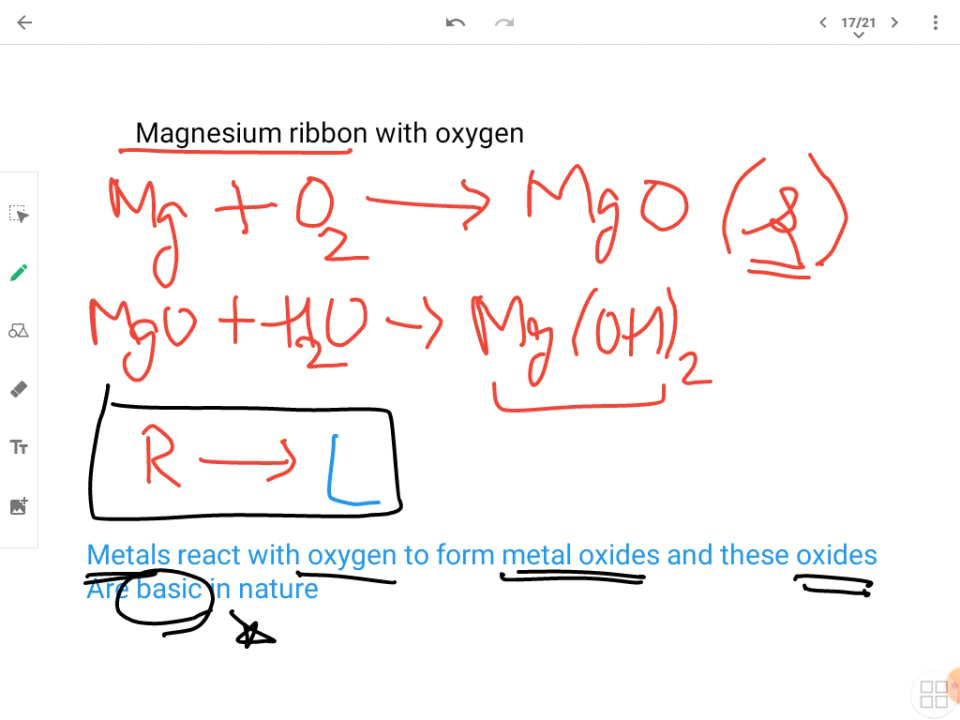 17/21
Magnesium ribbon with oxygen
Mg + O2 → MgO (s)
MgO + H2O → Mg(OH)2
R → L
Metals react with oxygen to form metal oxides and these oxides
Are basic in nature
TT